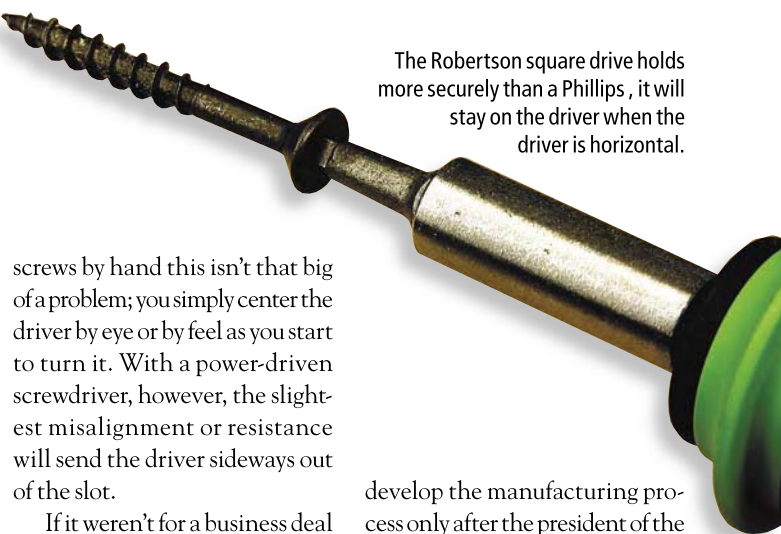 The Robertson square drive holds
more securely than a Phillips , it will
stay on the driver when the
driver is horizontal.
screws by hand this isn't that big
of a problem; you simply center the
driver by eye or by feel as you start
to turn it. With a power-driven
screwdriver, however, the slight-
est misalignment or resistance
will send the driver sideways out
of the slot.
If it weren't for a business deal
develop the manufacturing pro-
cess only after the president of the